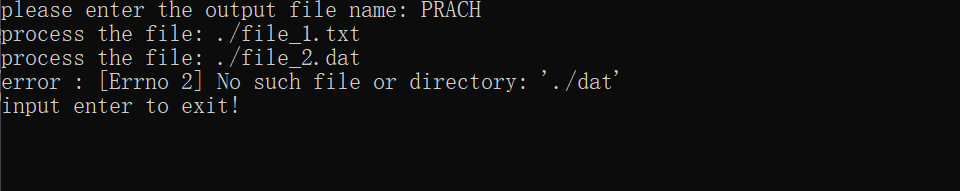 please enter the output file name: PRACH
process the file: ./file_1.txt
process the file: ./file_2.dat
error : [Errno 2] No such file or directory: './dat'
input enter to exit!